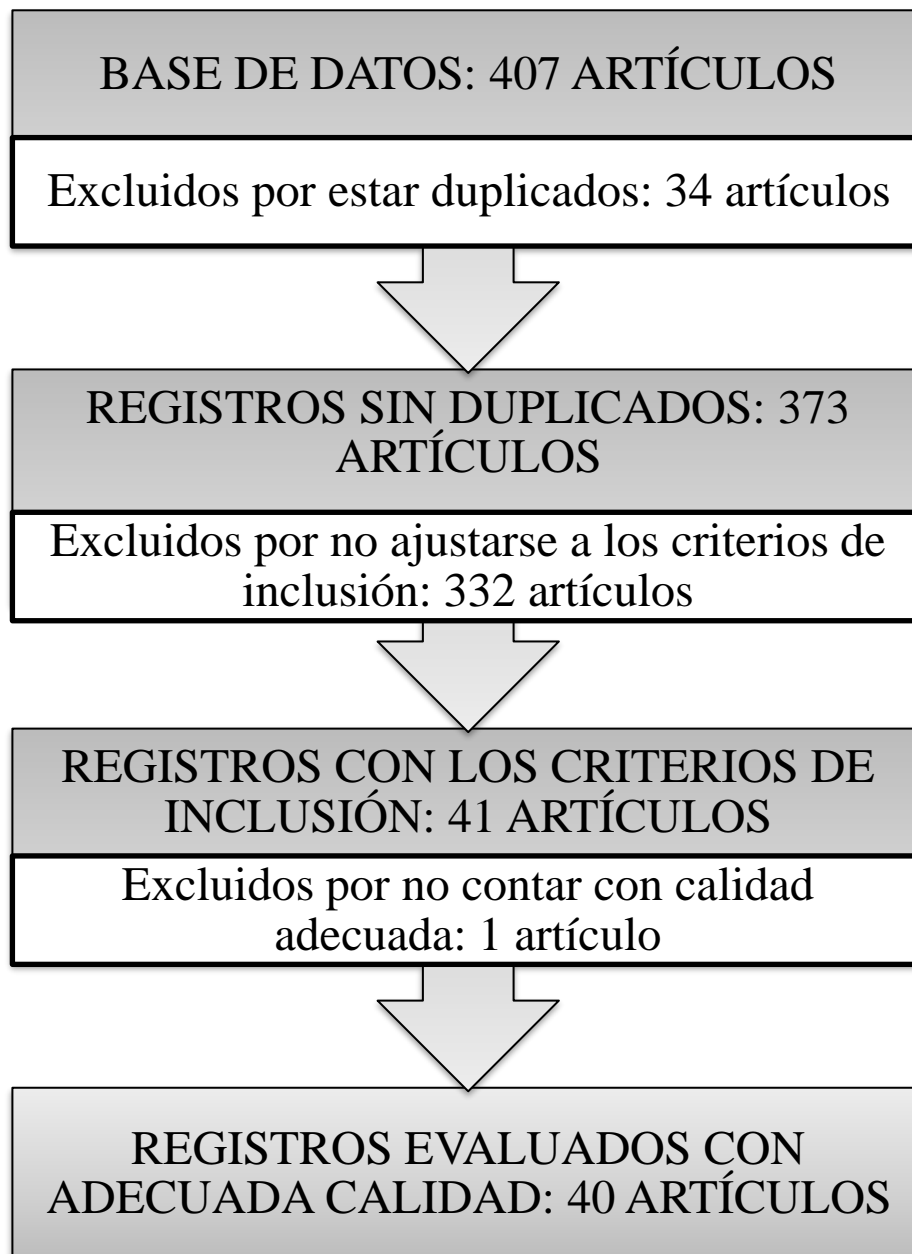 BASE DE DATOS: 407 ARTÍCULOS
Excluidos por estar duplicados: 34 artículos
REGISTROS SIN DUPLICADOS: 373
ARTÍCULOS
Excluidos por no ajustarse a los criterios de
inclusión: 332 artículos
REGISTROS CON LOS CRITERIOS DE
INCLUSIÓN: 41 ARTÍCULOS
Excluidos por no contar con calidad
adecuada: 1 artículo
REGISTROS EVALUADOS CON
ADECUADA CALIDAD: 40 ARTÍCULOS